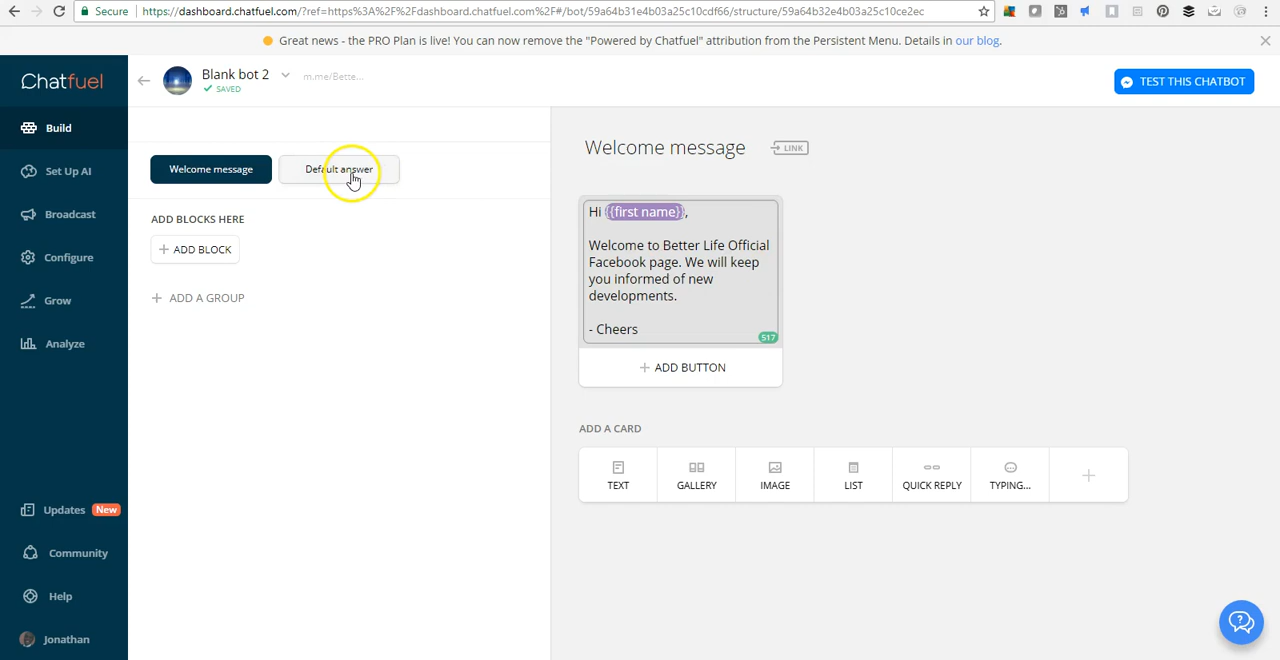 Secure https://dashboard.chatfuel.com/?ref=https%3A%2F%2Fdashboard.chatfuel.com%2F#/bot/59a64b31e4b03a25c10cdf66/structure/59a64b32e4b03a25c10ce2ec
Great news - the PRO Plan is live! You can now remove the "Powered by Chatfuel" attribution from the Persistent Menu. Details in our blog.
Chatfuel
Blank bot 2
m.me/Bette...
SAVED
TEST THIS CHATBOT
Build
Set Up AI
Broadcast
Configure
Grow
Analyze
Updates New
Community
Help
Jonathan
Welcome message
Default answer
ADD BLOCKS HERE
+ ADD BLOCK
+ ADD A GROUP
Welcome message
LINK
Hi {{first name}},
Welcome to Better Life Official
Facebook page. We will keep
you informed of new
developments.
- Cheers
517
+ ADD BUTTON
ADD A CARD
TEXT
GALLERY
IMAGE
LIST
QUICK REPLY
TYPING...
+